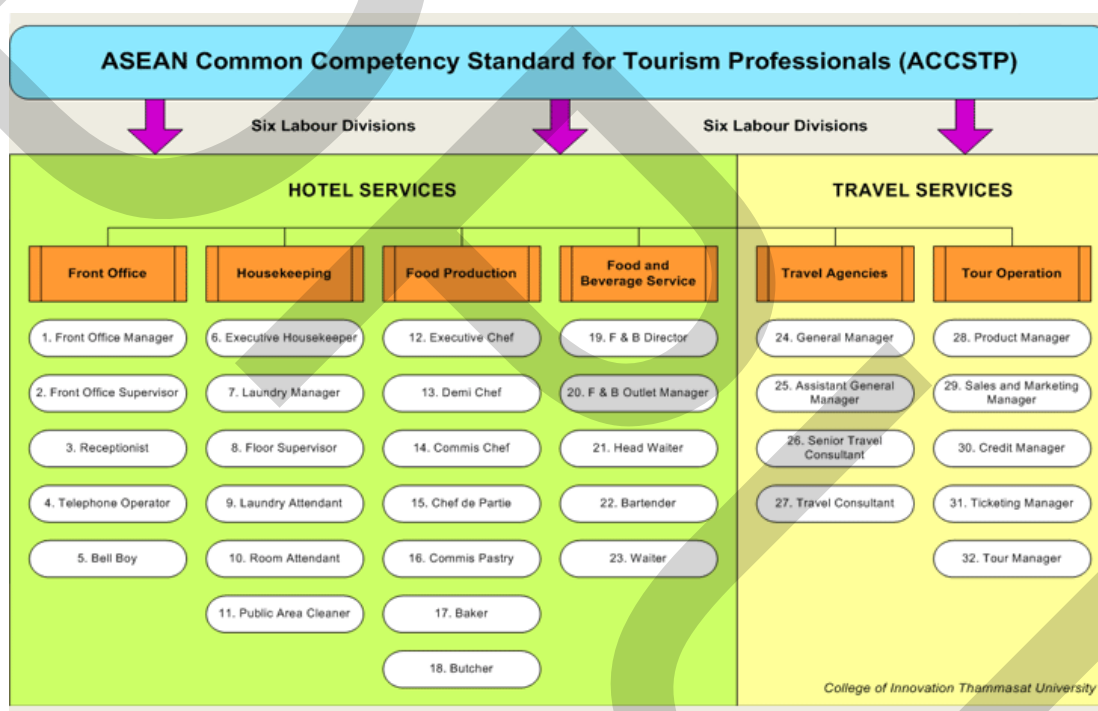 ASEAN Common Competency Standard for Tourism Professionals (ACCSTP)
Six Labour Divisions
Six Labour Divisions
HOTEL SERVICES
TRAVEL SERVICES
Front Office
Housekeeping
Food Production
Food and
Beverage Service
Travel Agencies
Tour Operation
1. Front Office Manager
2. Front Office Supervisor
3. Receptionist
4. Telephone Operator
5. Bell Boy
6. Executive Housekeeper
7. Laundry Manager
8. Floor Supervisor
9. Laundry Attendant
10. Room Attendant
11. Public Area Cleaner
12. Executive Chef
13. Demi Chef
14. Commis Chef
15. Chef de Partie
16. Commis Pastry
17. Baker
18. Butcher
19. F & B Director
20. F & B Outlet Manager
21. Head Waiter
22. Bartender
23. Waiter
24. General Manager
25. Assistant General
Manager
26. Senior Travel
Consultant
27. Travel Consultant
28. Product Manager
29. Sales and Marketing
Manager
30. Credit Manager
31. Ticketing Manager
32. Tour Manager
College of Innovation Thammasat University